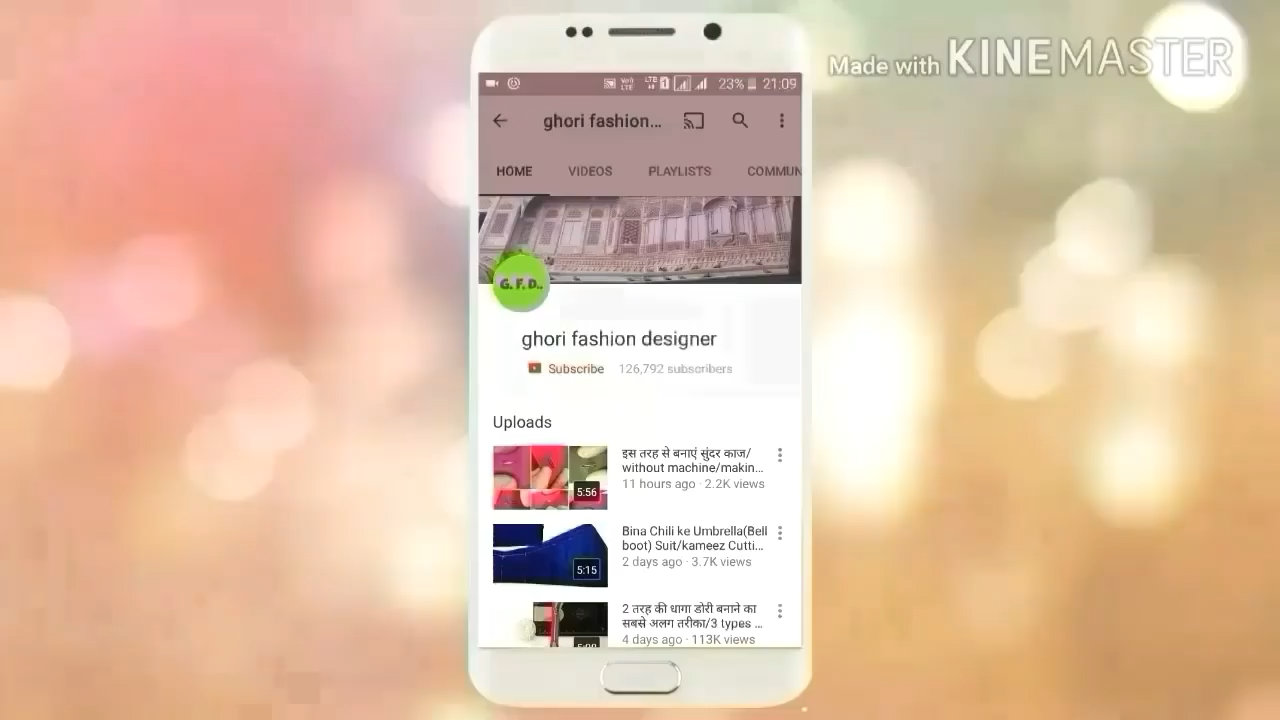 Made with KINEMASTER
23% 21:09
ghori fashion...
HOME VIDEOS PLAYLISTS COMMUN
G. F. D..
ghori fashion designer
Subscribe 126,792 subscribers
Uploads
इस तरह से बनाएं सुंदर काज/
without machine/makin...
11 hours ago · 2.2K views
5:56
Bina Chili ke Umbrella(Bell
boot) Suit/kameez Cutti...
2 days ago · 3.7K views
5:15
2 तरह की धागा डोरी बनाने का
सबसे अलग तरीका/3 types ...
4 days ago · 113K views